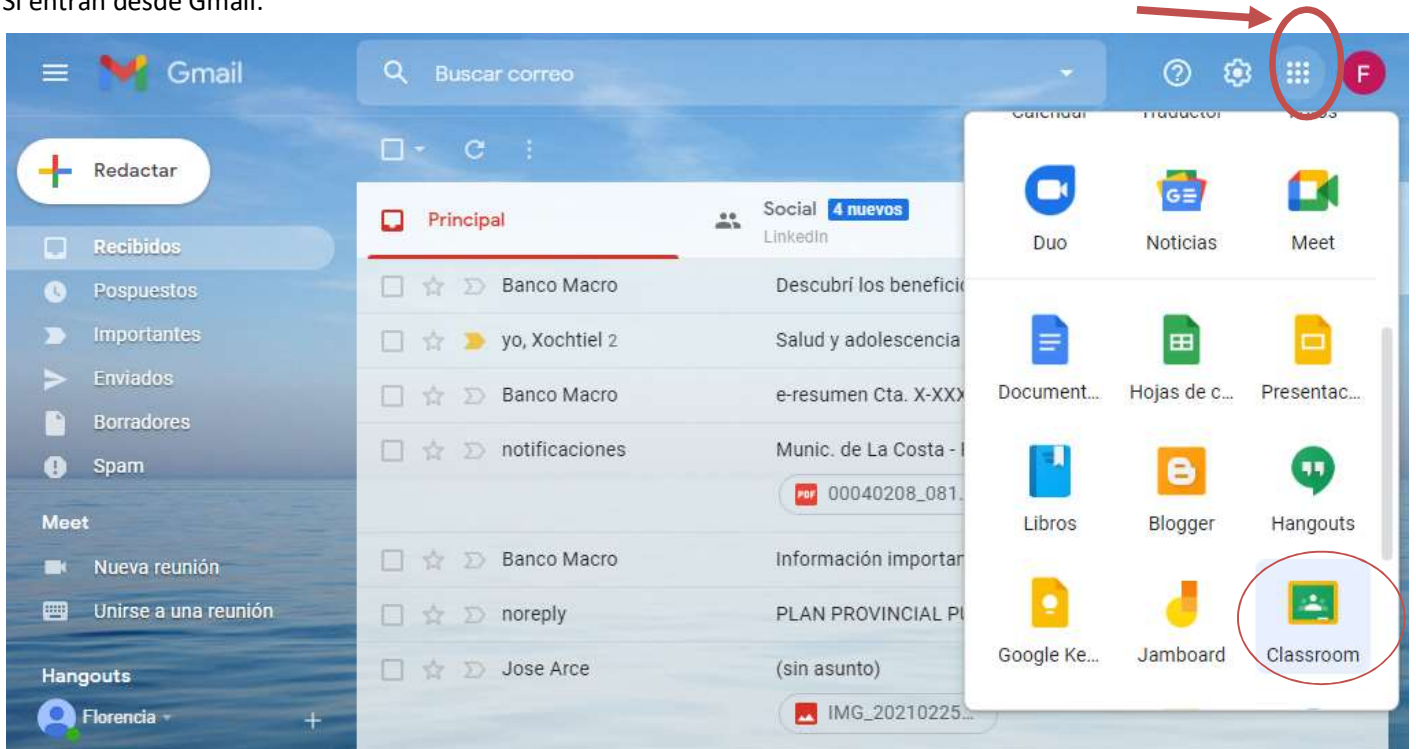 Si entran desde Gmail:
Gmail
Buscar correo
F
Redactar
Calendar Traductor
Principal
Social 4 nuevos
LinkedIn
Duo Noticias Meet
Recibidos
Banco Macro Descubrí los benefici
Pospuestos
Importantes
yo, Xochtiel 2 Salud y adolescencia
Enviados
Banco Macro e-resumen Cta. X-XXX
Document... Hojas de c... Presentac...
Borradores
notificaciones Munic. de La Costa -
Spam
PDF 00040208_081.
Meet
Libros Blogger Hangouts
Nueva reunión
Banco Macro Información importan
Unirse a una reunión
noreply PLAN PROVINCIAL PU
Google Ke... Jamboard Classroom
Hangouts
Jose Arce (sin asunto)
Florencia
IMG_20210225...